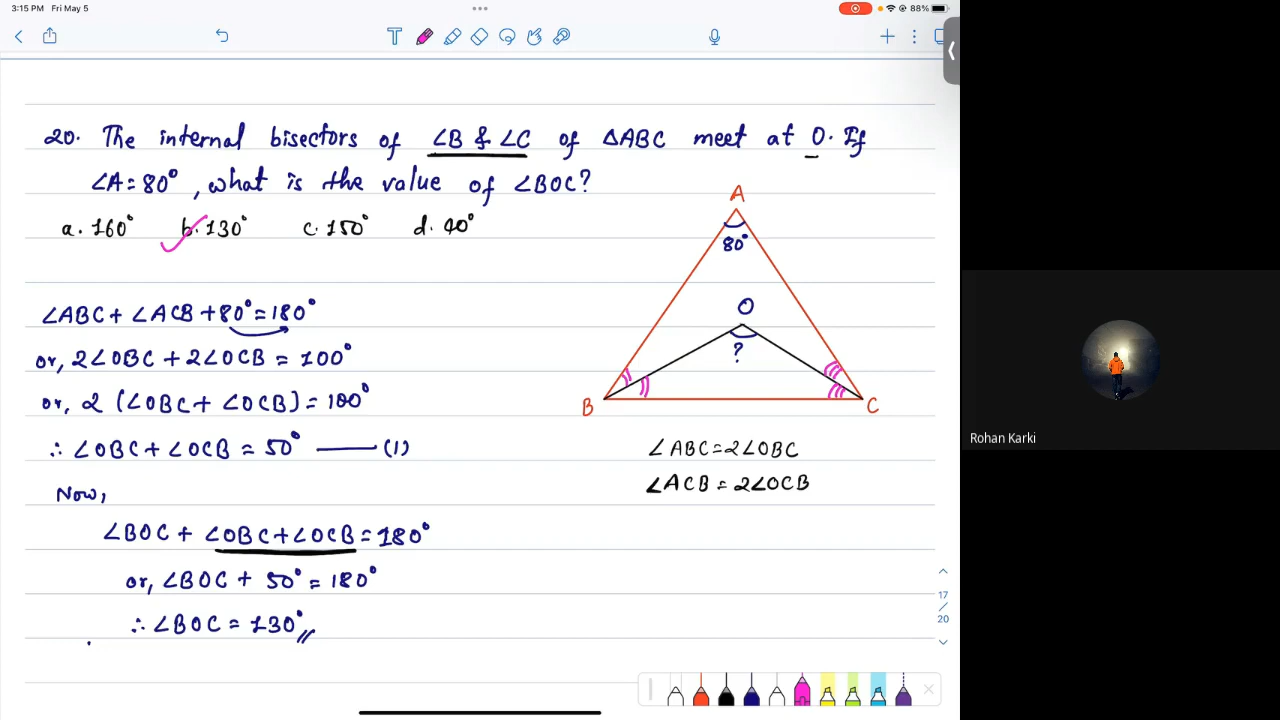 3:15 PM Fri May 5
88%
20. The internal bisectors of ∠B & ∠C of ΔABC meet at O. If
∠A = 80°, what is the value of ∠BOC?
a. 160° b. 130° c. 150° d. 40°
A
80°
O
?
B
C
∠ABC = 2∠OBC
∠ACB = 2∠OCB
∠ABC + ∠ACB + 80° = 180°
or, 2∠OBC + 2∠OCB = 100°
or, 2 (∠OBC + ∠OCB) = 100°
∴ ∠OBC + ∠OCB = 50° —— (1)
Now,
∠BOC + ∠OBC + ∠OCB = 180°
or, ∠BOC + 50° = 180°
∴ ∠BOC = 130°
17
/
20
Rohan Karki